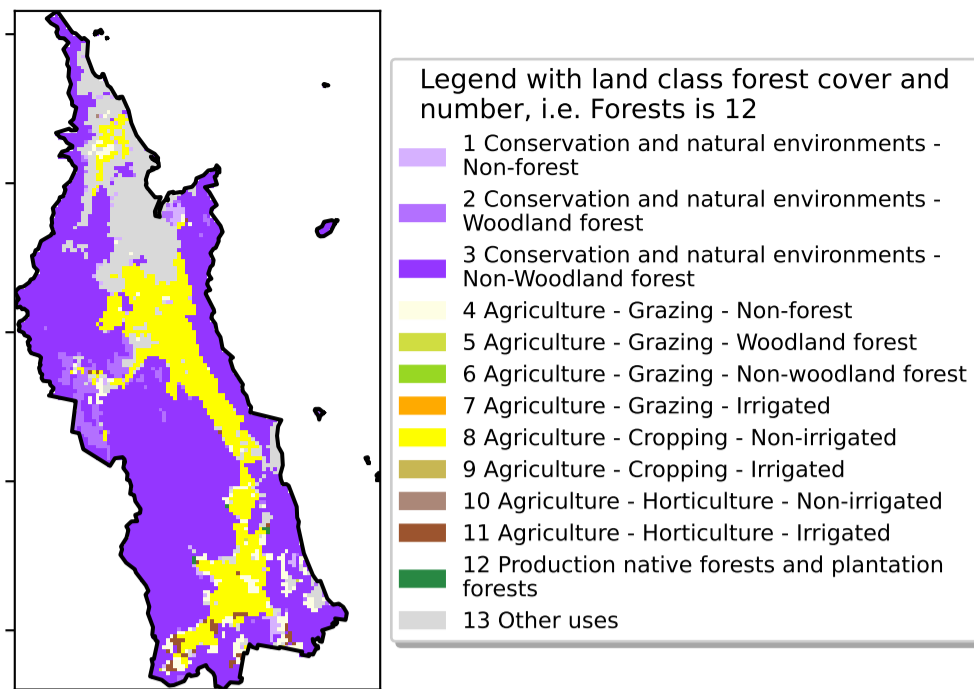 Legend with land class forest cover and
number, i.e. Forests is 12
1 Conservation and natural environments -
Non-forest
2 Conservation and natural environments -
Woodland forest
3 Conservation and natural environments -
Non-Woodland forest
4 Agriculture - Grazing - Non-forest
5 Agriculture - Grazing - Woodland forest
6 Agriculture - Grazing - Non-woodland forest
7 Agriculture - Grazing - Irrigated
8 Agriculture - Cropping - Non-irrigated
9 Agriculture - Cropping - Irrigated
10 Agriculture - Horticulture - Non-irrigated
11 Agriculture - Horticulture - Irrigated
12 Production native forests and plantation
forests
13 Other uses